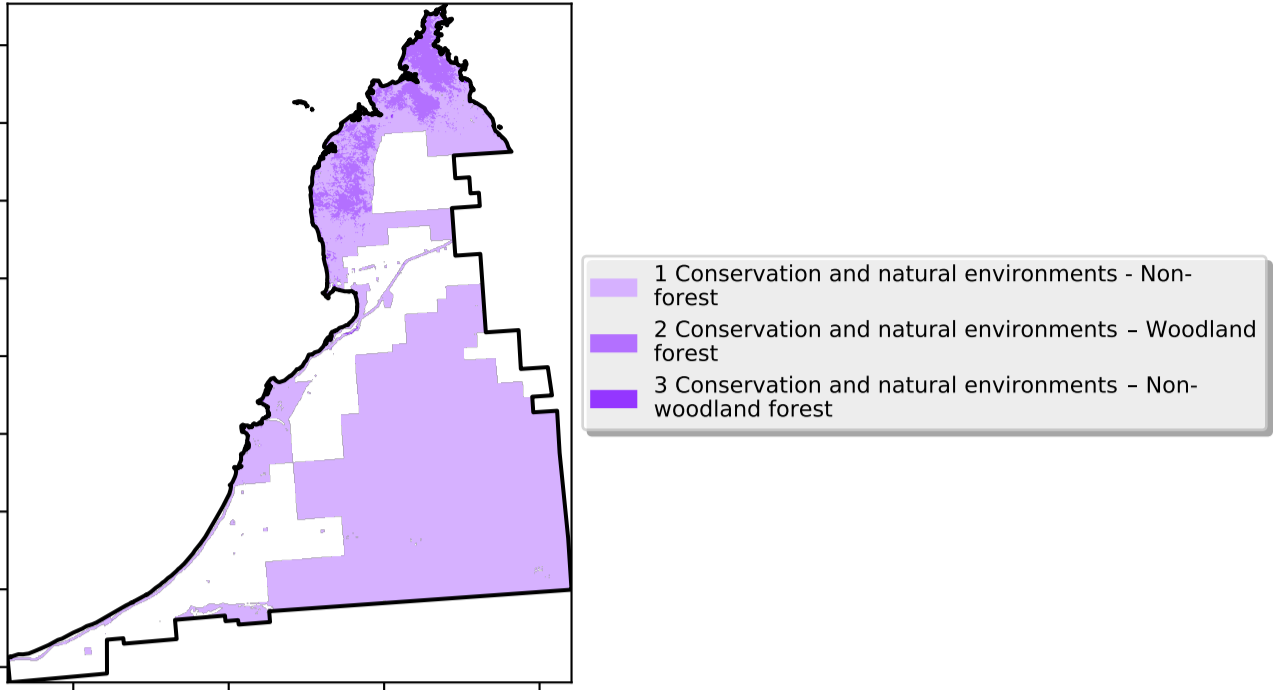 1 Conservation and natural environments - Non-
forest
2 Conservation and natural environments – Woodland
forest
3 Conservation and natural environments – Non-
woodland forest